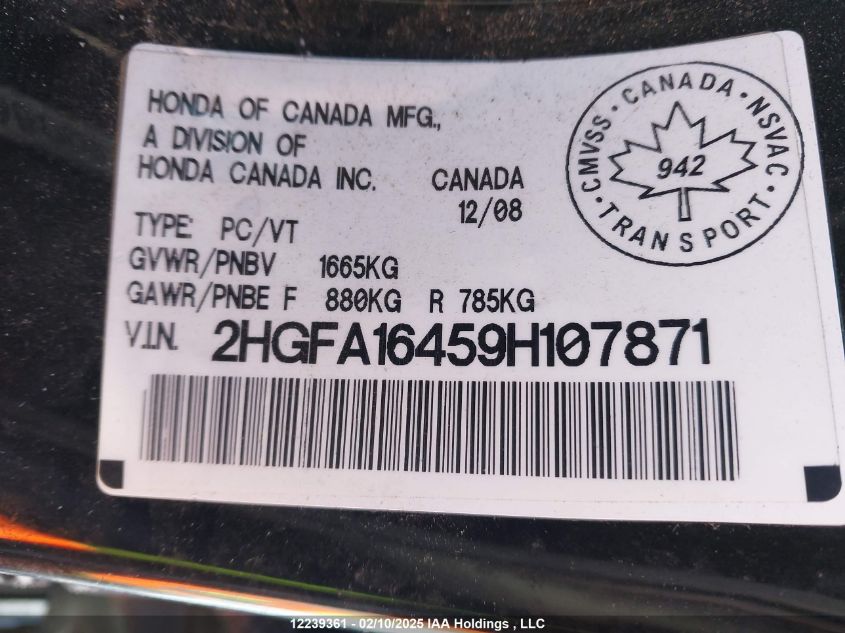 HONDA OF CANADA MFG.,
A DIVISION OF
HONDA CANADA INC. CANADA
12/08
TYPE: PC/VT
GVWR/PNBV 1665KG
GAWR/PNBE F 880KG R 785KG
V.I.N. 2HGFA16459H107871
CMVSS · CANADA · NSVAC
942
· TRANSPORT ·
12239361 - 02/10/2025 IAA Holdings , LLC